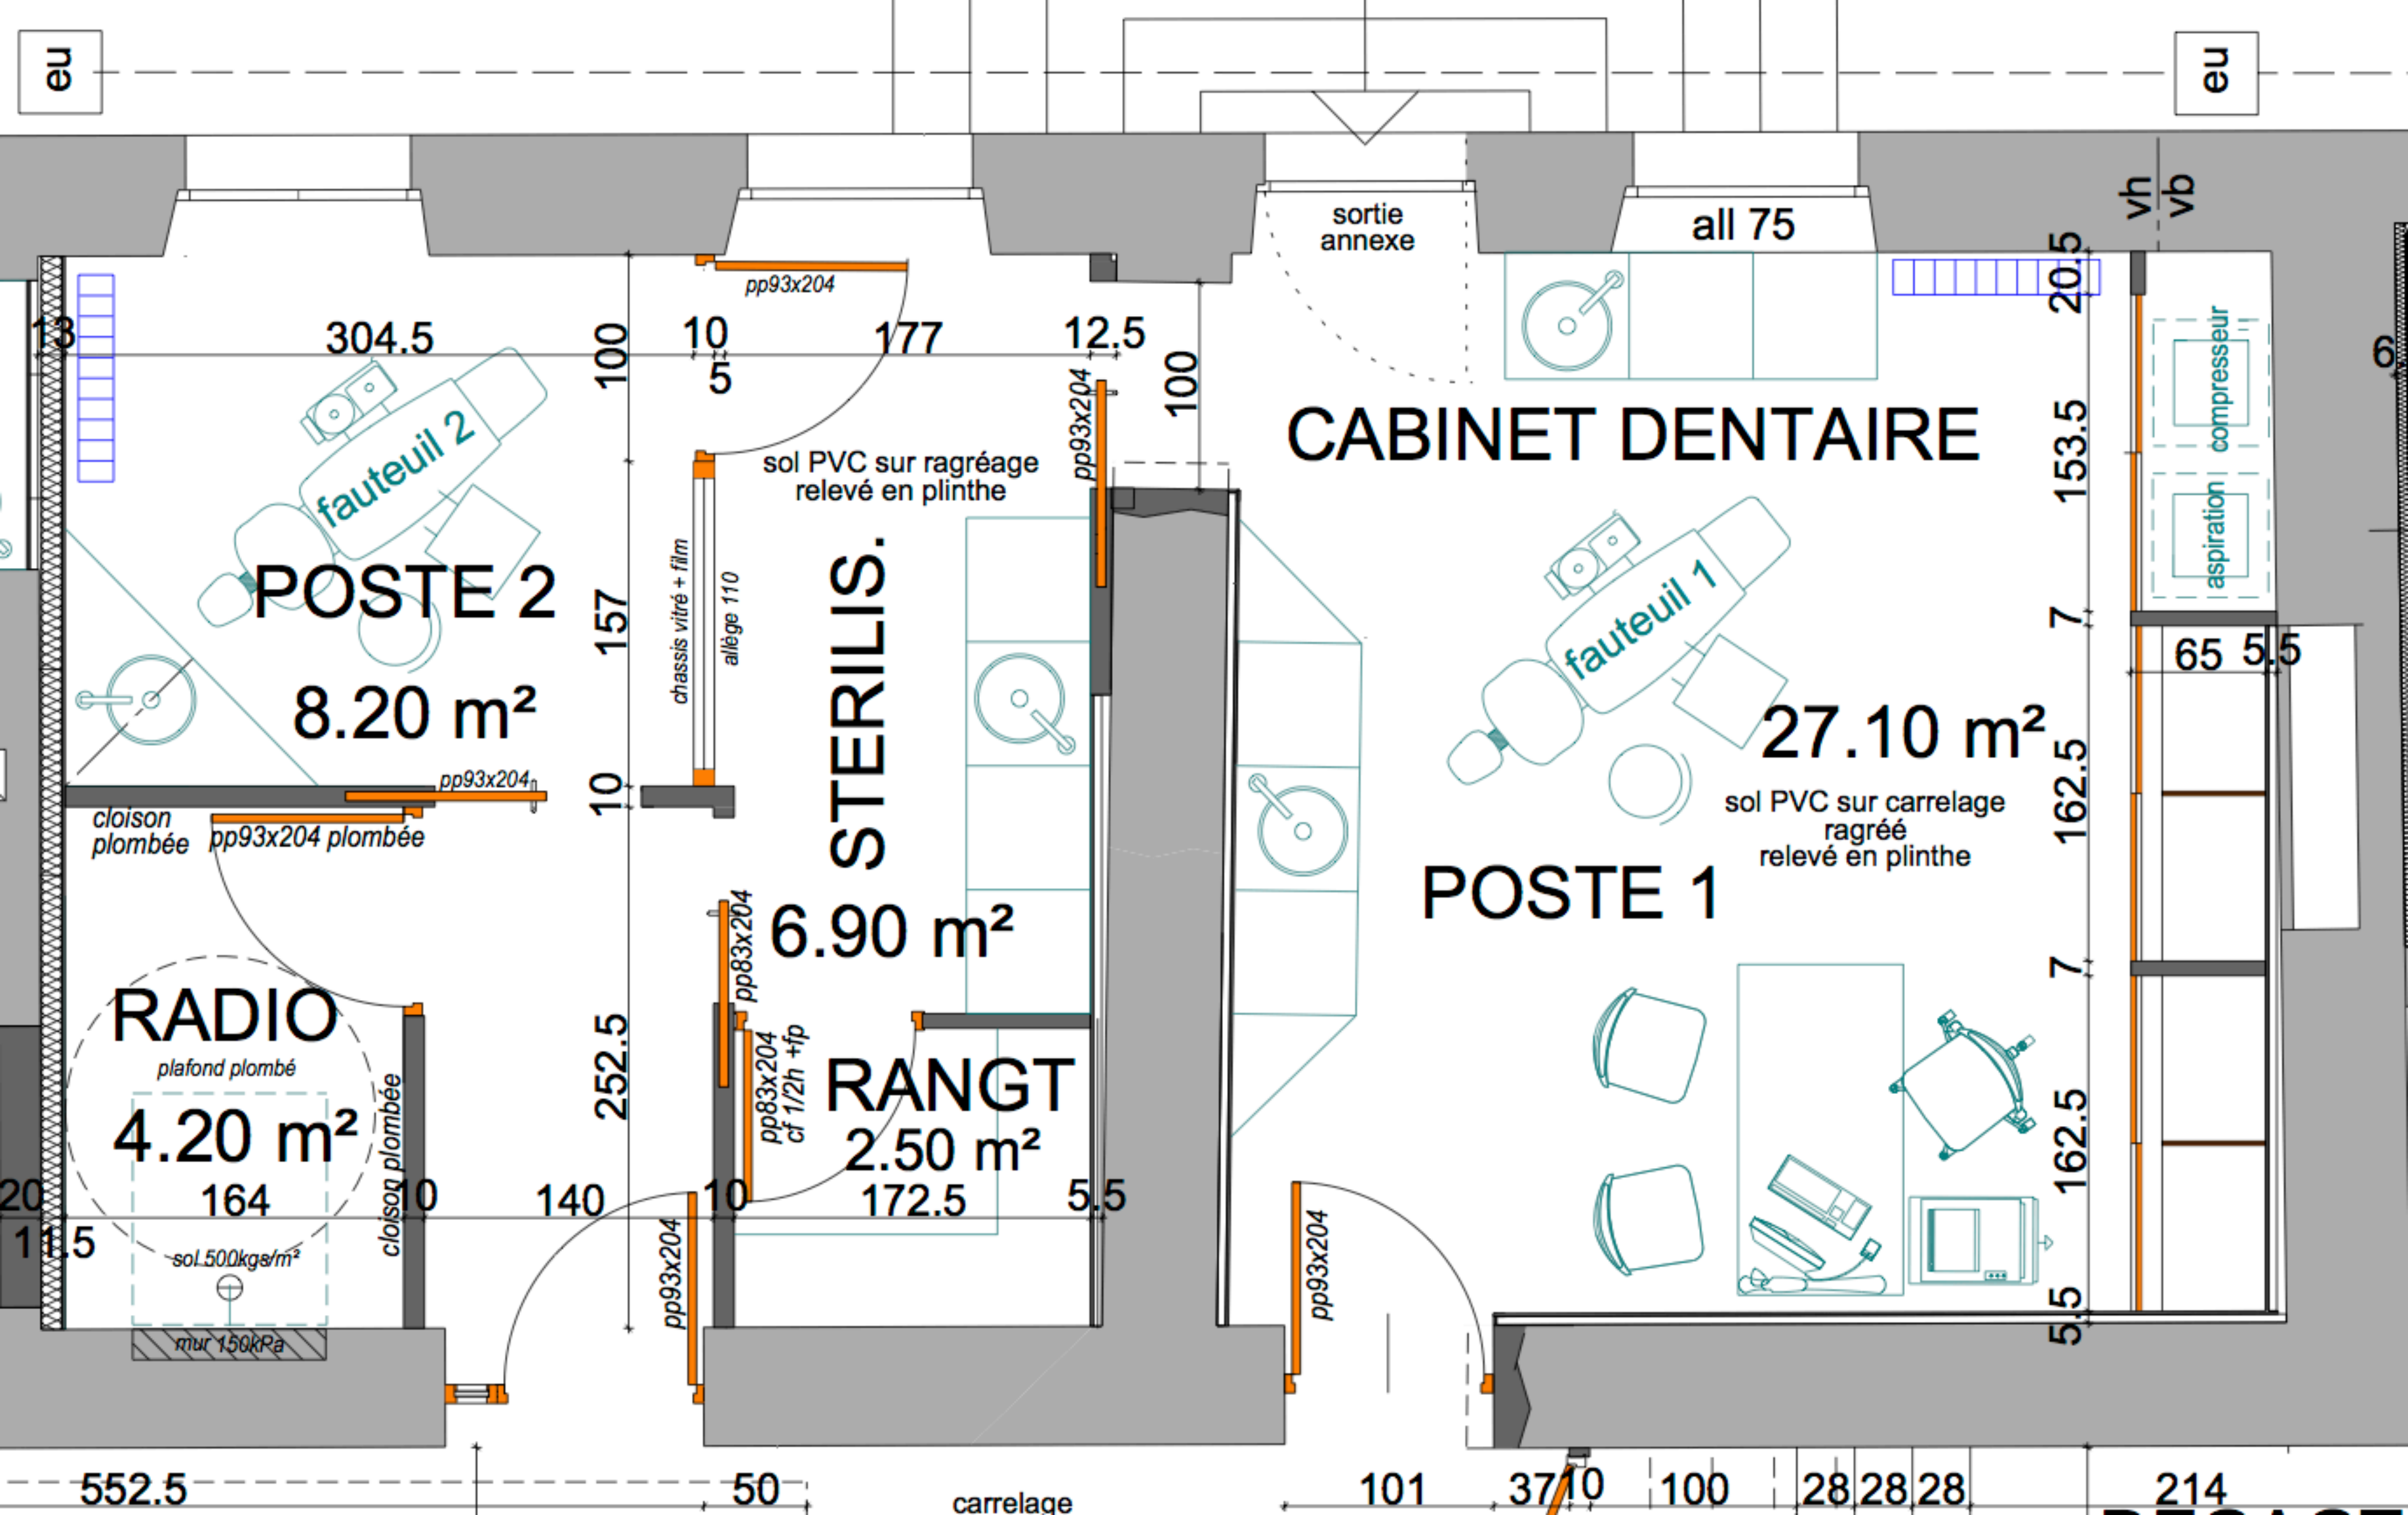 eu
eu
sortie
annexe
all 75
vh
vb
pp93x204
13
304.5
10
5
177
12.5
100
100
20.5
compresseur
6
pp93x204
CABINET DENTAIRE
fauteuil 2
sol PVC sur ragréage
relevé en plinthe
153.5
aspiration
POSTE 2
8.20 m²
157
chassis vitré + film
allège 110
STERILIS.
6.90 m²
fauteuil 1
27.10 m²
sol PVC sur carrelage
ragréé
relevé en plinthe
POSTE 1
7
65
5.5
162.5
7
162.5
5.5
pp93x204
10
cloison
plombée
pp93x204 plombée
pp83x204
RADIO
plafond plombé
4.20 m²
cloison plombée
252.5
pp83x204
cf 1/2h +fp
RANGT
2.50 m²
20
11.5
164
10
140
10
172.5
5.5
sol 500kgs/m²
mur 150kPa
pp93x204
pp93x204
552.5
50
carrelage
101
37
10
100
28
28
28
214